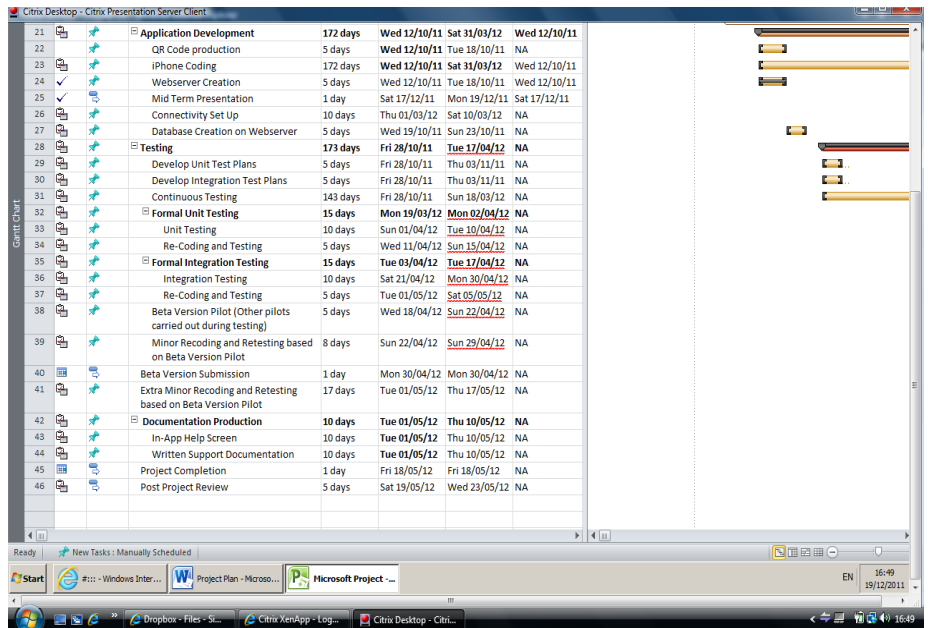 Citrix Desktop - Citrix Presentation Server Client
21 Application Development 172 days Wed 12/10/11 Sat 31/03/12 Wed 12/10/11
22 QR Code production 5 days Wed 12/10/11 Tue 18/10/11 NA
23 iPhone Coding 172 days Wed 12/10/11 Sat 31/03/12 Wed 12/10/11
24 Webserver Creation 5 days Wed 12/10/11 Tue 18/10/11 Wed 12/10/11
25 Mid Term Presentation 1 day Sat 17/12/11 Mon 19/12/11 Sat 17/12/11
26 Connectivity Set Up 10 days Thu 01/03/12 Sat 10/03/12 NA
27 Database Creation on Webserver 5 days Wed 19/10/11 Sun 23/10/11 NA
28 Testing 173 days Fri 28/10/11 Tue 17/04/12 NA
29 Develop Unit Test Plans 5 days Fri 28/10/11 Thu 03/11/11 NA
30 Develop Integration Test Plans 5 days Fri 28/10/11 Thu 03/11/11 NA
31 Continuous Testing 143 days Fri 28/10/11 Sun 18/03/12 NA
32 Formal Unit Testing 15 days Mon 19/03/12 Mon 02/04/12 NA
33 Unit Testing 10 days Sun 01/04/12 Tue 10/04/12 NA
34 Re-Coding and Testing 5 days Wed 11/04/12 Sun 15/04/12 NA
35 Formal Integration Testing 15 days Tue 03/04/12 Tue 17/04/12 NA
36 Integration Testing 10 days Sat 21/04/12 Mon 30/04/12 NA
37 Re-Coding and Testing 5 days Tue 01/05/12 Sat 05/05/12 NA
38 Beta Version Pilot (Other pilots 5 days Wed 18/04/12 Sun 22/04/12 NA
carried out during testing)
39 Minor Recoding and Retesting based 8 days Sun 22/04/12 Sun 29/04/12 NA
on Beta Version Pilot
40 Beta Version Submission 1 day Mon 30/04/12 Mon 30/04/12 NA
41 Extra Minor Recoding and Retesting 17 days Tue 01/05/12 Thu 17/05/12 NA
based on Beta Version Pilot
42 Documentation Production 10 days Tue 01/05/12 Thu 10/05/12 NA
43 In-App Help Screen 10 days Tue 01/05/12 Thu 10/05/12 NA
44 Written Support Documentation 10 days Tue 01/05/12 Thu 10/05/12 NA
45 Project Completion 1 day Fri 18/05/12 Fri 18/05/12 NA
46 Post Project Review 5 days Sat 19/05/12 Wed 23/05/12 NA
Gantt Chart
Ready New Tasks : Manually Scheduled
Start #::: - Windows Inter... Project Plan - Microso... Microsoft Project -... EN 16:49
19/12/2011
Dropbox - Files - Si... Citrix XenApp - Log... Citrix Desktop - Citri... 16:49